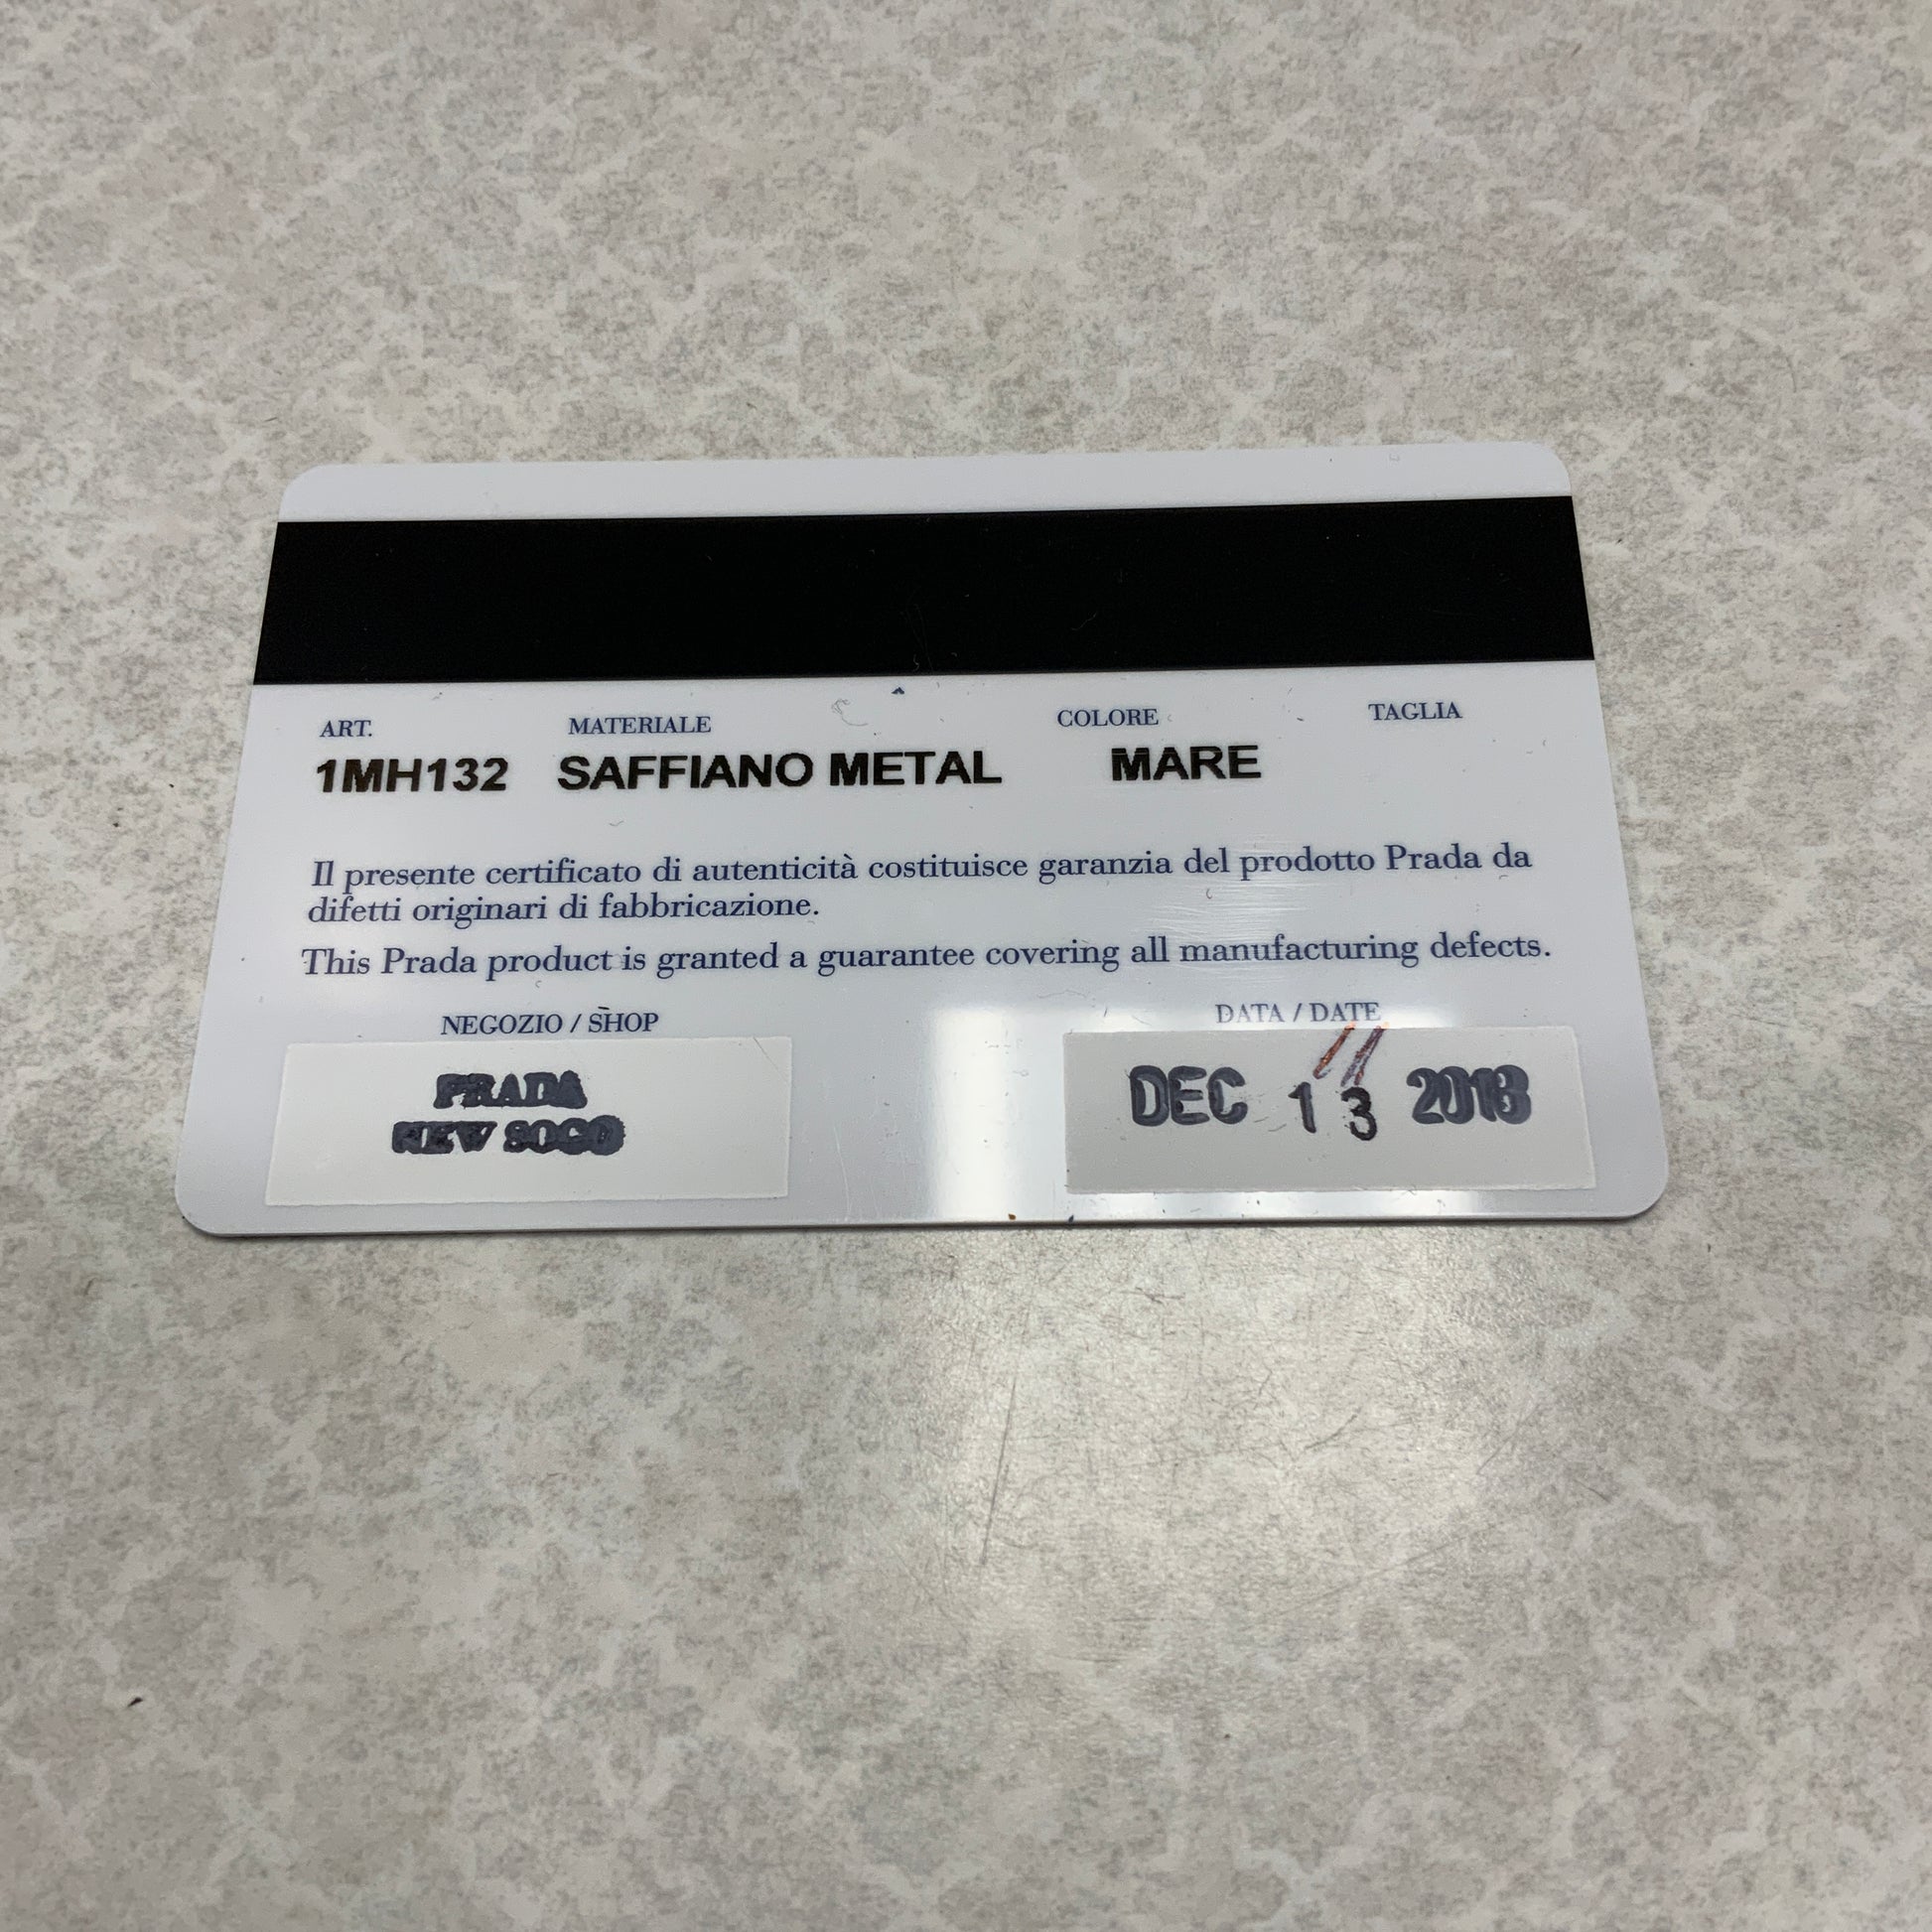 ART. MATERIALE COLORE TAGLIA
1MH132 SAFFIANO METAL MARE
Il presente certificato di autenticità costituisce garanzia del prodotto Prada da
difetti originari di fabbricazione.
This Prada product is granted a guarantee covering all manufacturing defects.
NEGOZIO / SHOP DATA / DATE
PRADA
NEW SOGO
DEC 13